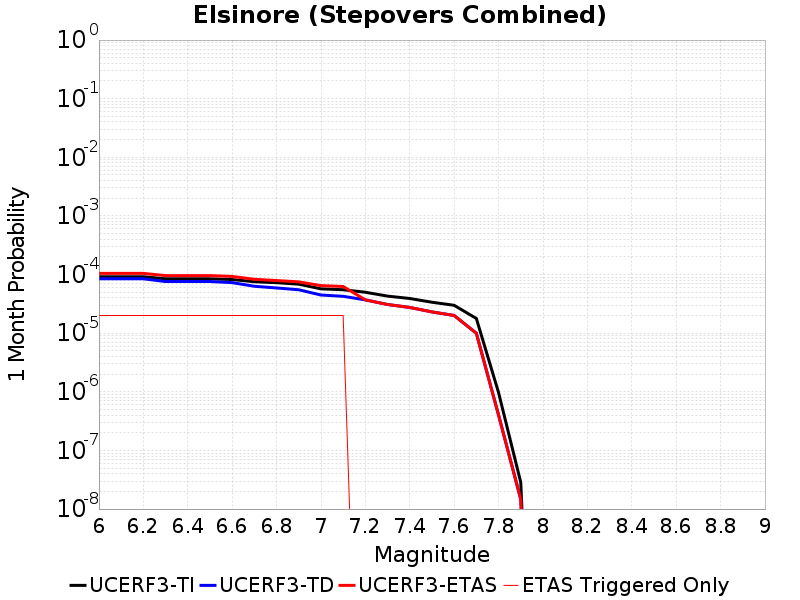 Elsinore (Stepovers Combined)
1 Month Probability
10^0
10^-1
10^-2
10^-3
10^-4
10^-5
10^-6
10^-7
10^-8
6 6.2 6.4 6.6 6.8 7 7.2 7.4 7.6 7.8 8 8.2 8.4 8.6 8.8 9
Magnitude
UCERF3-TI UCERF3-TD UCERF3-ETAS ETAS Triggered Only